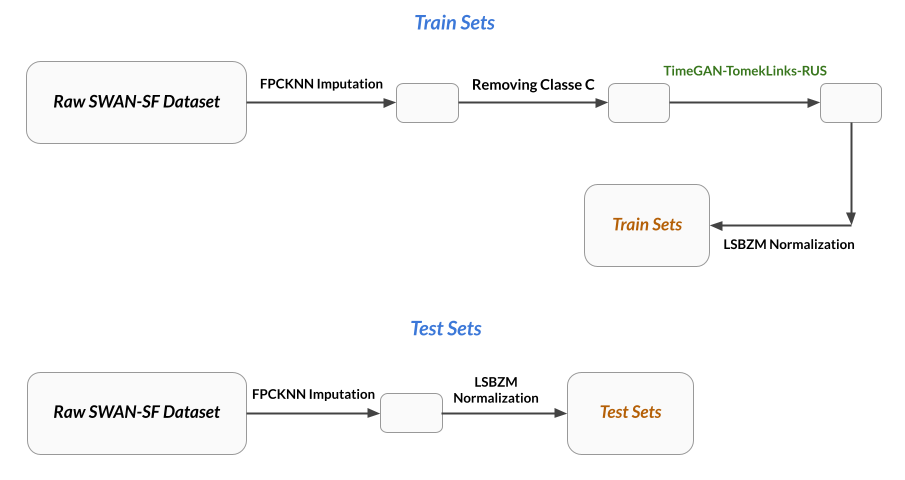 Train Sets
TimeGAN-TomekLinks-RUS
FPCKNN Imputation
Removing Classe C
Raw SWAN-SF Dataset
Train Sets
LSBZM Normalization
Test Sets
FPCKNN Imputation
LSBZM
Normalization
Raw SWAN-SF Dataset
Test Sets